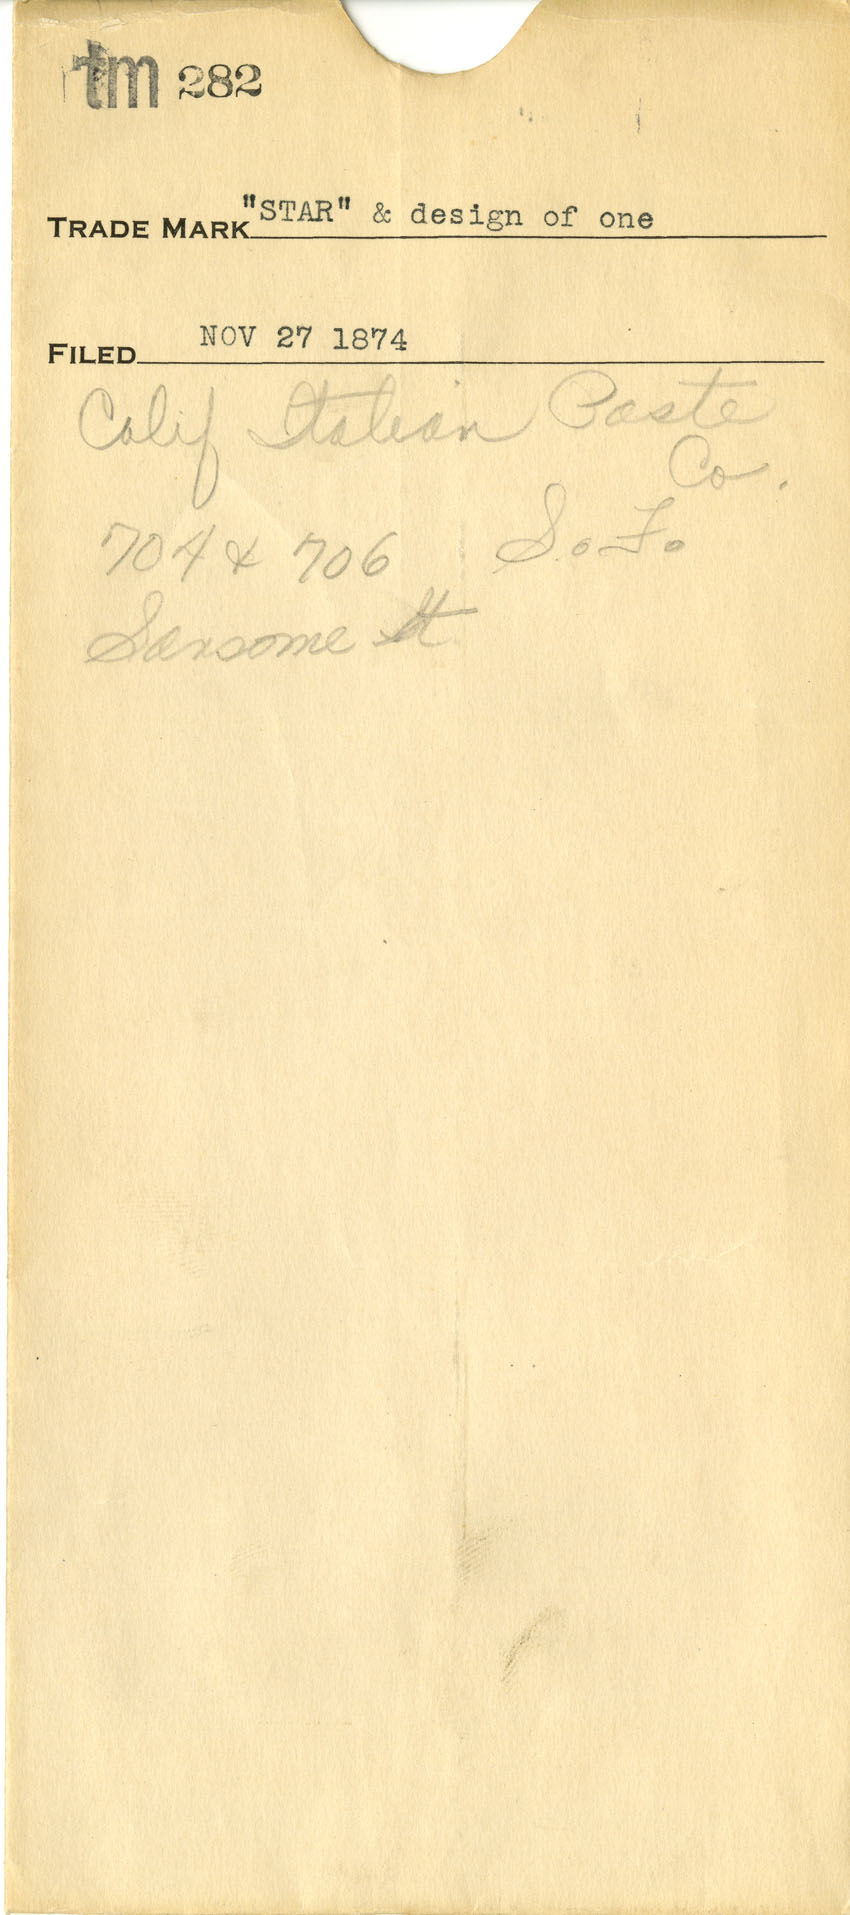 tm 282
TRADE MARK "STAR" & design of one
FILED NOV 27 1874
Calif Italian Paste
Co.
704 & 706 S. F.
Sansome St